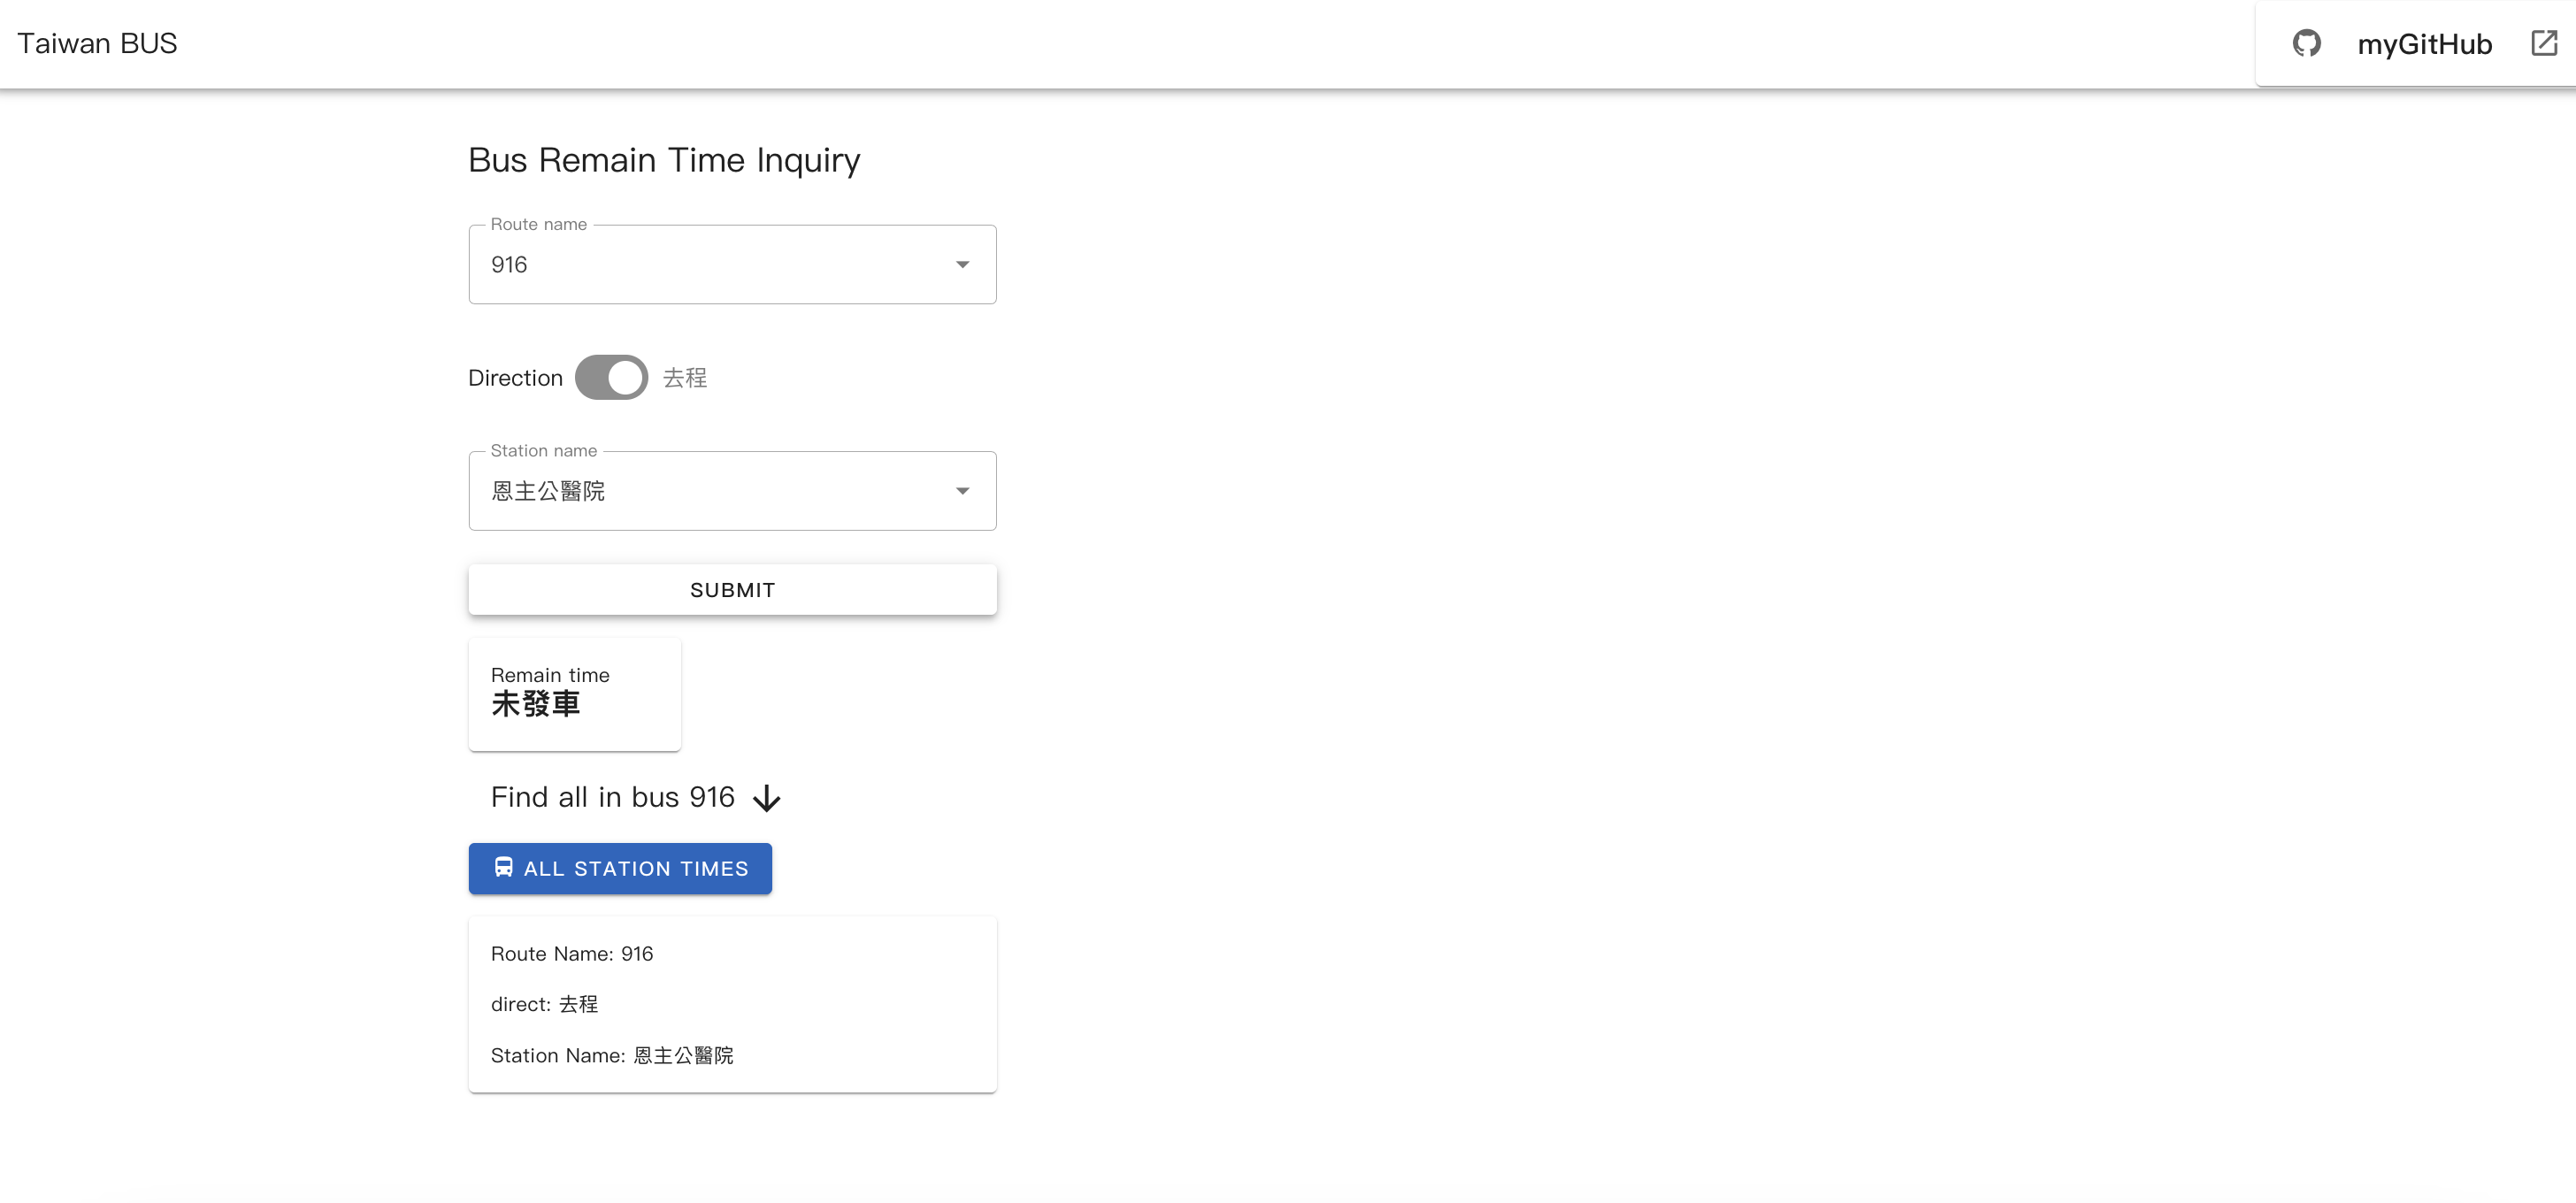 Taiwan BUS
myGitHub
Bus Remain Time Inquiry
Route name
916
Direction 去程
Station name
恩主公醫院
SUBMIT
Remain time
未發車
Find all in bus 916
ALL STATION TIMES
Route Name: 916
direct: 去程
Station Name: 恩主公醫院